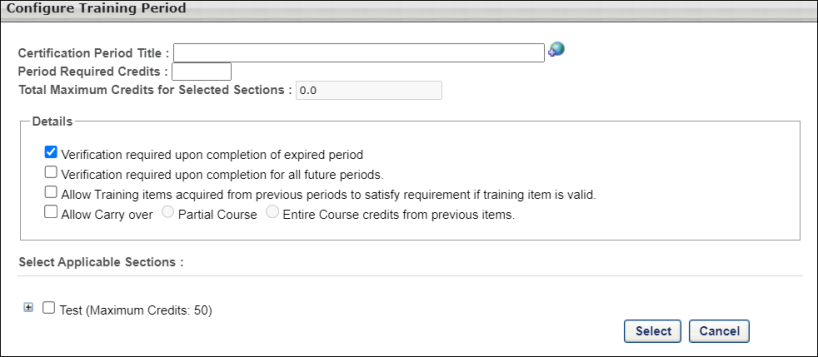 Configure Training Period
Certification Period Title :
Period Required Credits :
Total Maximum Credits for Selected Sections : 0.0
Details
Verification required upon completion of expired period
Verification required upon completion for all future periods.
Allow Training items acquired from previous periods to satisfy requirement if training item is valid.
Allow Carry over Partial Course Entire Course credits from previous items.
Select Applicable Sections :
Test (Maximum Credits: 50)
Select Cancel